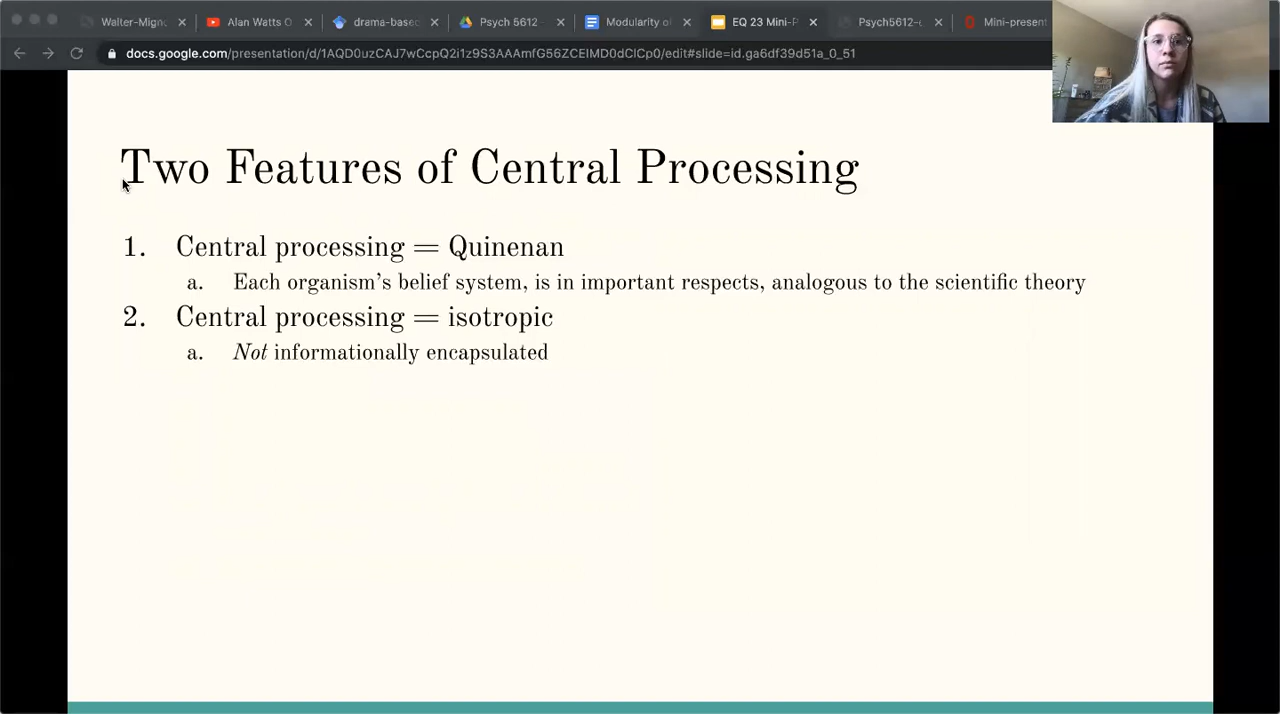 Walter-Mign
Alan Watts O
drama-based
Psych 5612
Modularity o
EQ 23 Mini-P
Psych5612-
Mini-present
docs.google.com/presentation/d/1AQD0uzCAJ7wCcpQ2i1z9S3AAAmfG56ZCEIMD0dClCp0/edit#slide=id.ga6df39d51a_0_51
Two Features of Central Processing
1. Central processing = Quinenan
a. Each organism's belief system, is in important respects, analogous to the scientific theory
2. Central processing = isotropic
a. Not informationally encapsulated